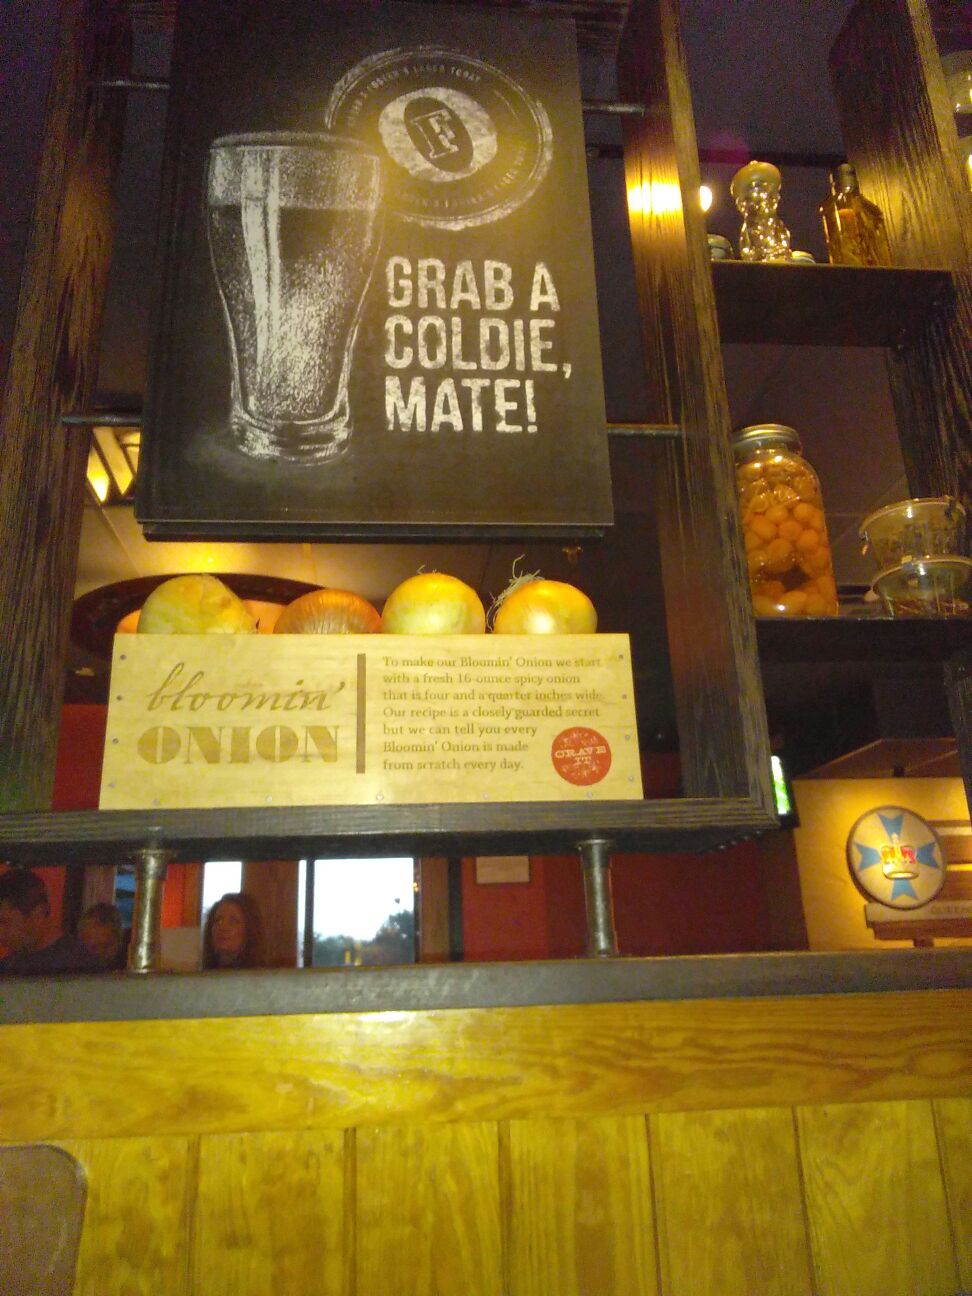 F
GRAB A
COLDIE,
MATE!
bloomin'
ONION
To make our Bloomin' Onion we start
with a fresh 16-ounce spicy onion
that is four and a quarter inches wide.
Our recipe is a closely guarded secret
but we can tell you every
Bloomin' Onion is made
from scratch every day.
CRAVE
IT